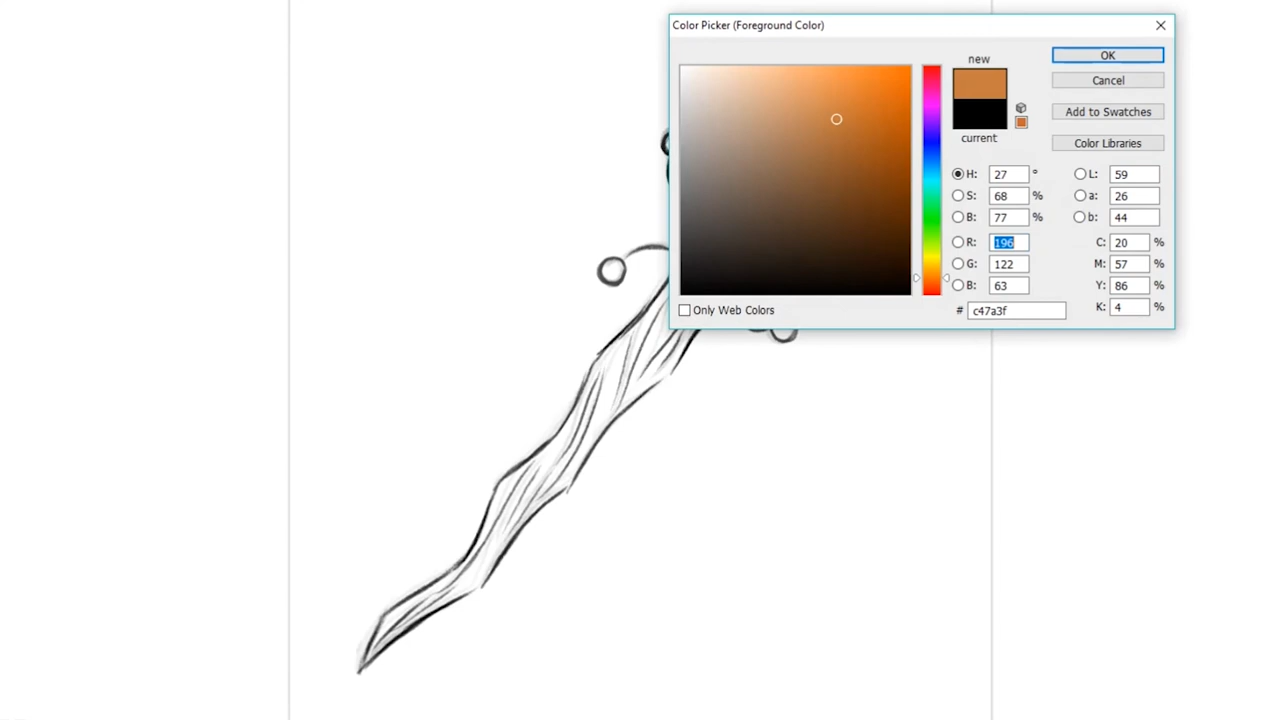 Color Picker (Foreground Color)
new
current
OK
Cancel
Add to Swatches
Color Libraries
H: 27 °
S: 68 %
B: 77 %
R: 196
G: 122
B: 63
L: 59
a: 26
b: 44
C: 20 %
M: 57 %
Y: 86 %
K: 4 %
# c47a3f
Only Web Colors